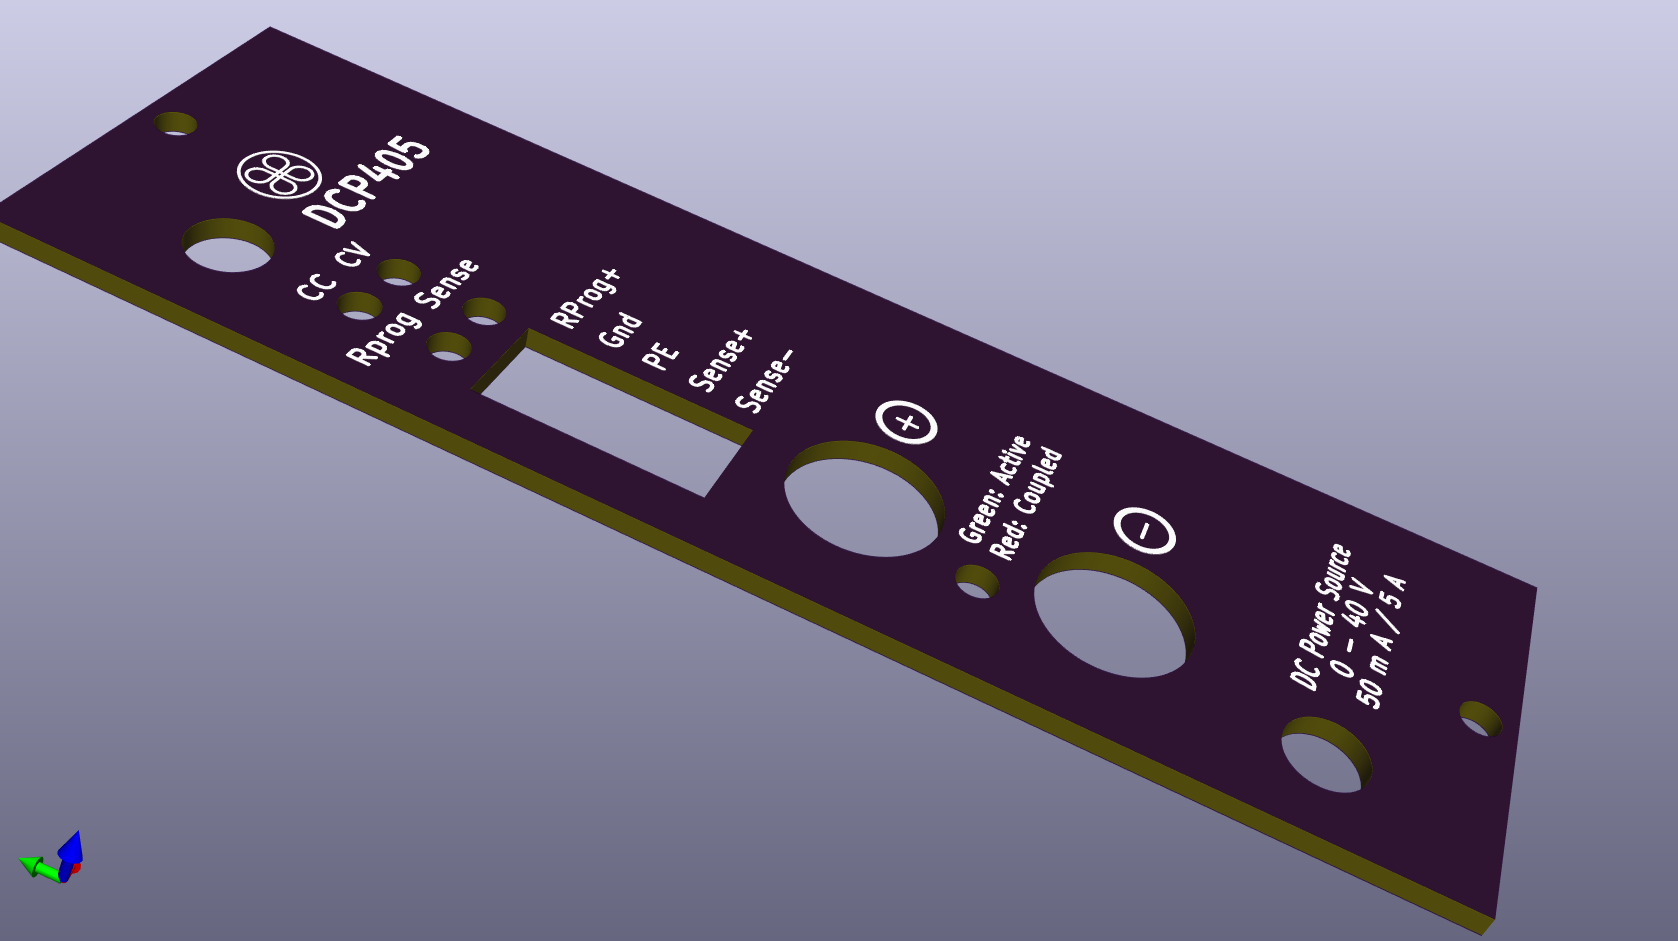 DCP405
CC CV
Rprog Sense
RProg+
Gnd
PE
Sense+
Sense-
+
Green: Active
Red: Coupled
-
DC Power Source
0 - 40 V
50 m A / 5 A